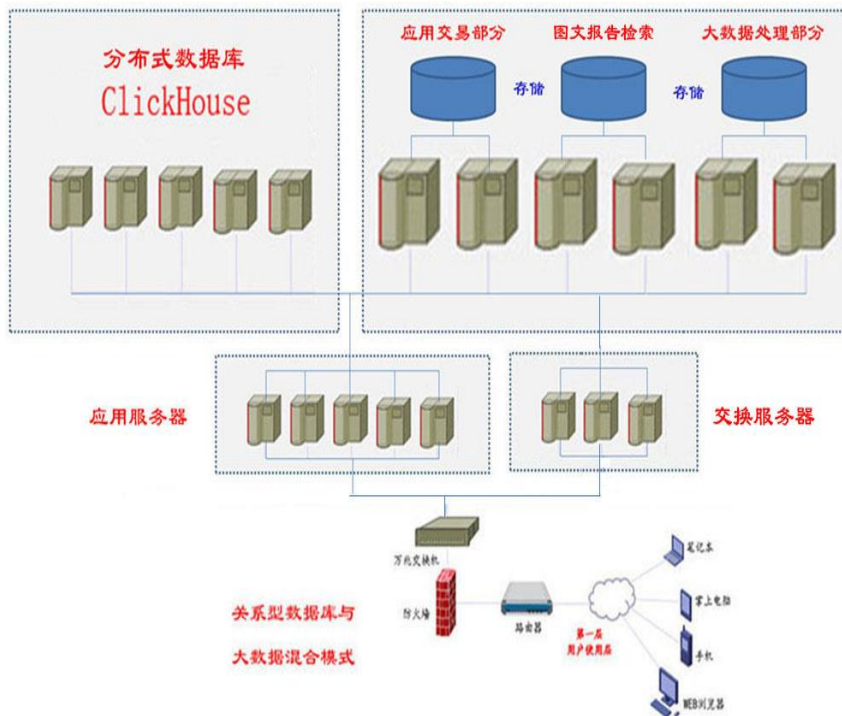 分布式数据库
ClickHouse
应用交易部分
图文报告检索
大数据处理部分
存储
存储
应用服务器
交换服务器
万兆交换机
防火墙
路由器
第一层
用户使用层
笔记本
掌上电脑
手机
WEB浏览器
关系型数据库与
大数据混合模式